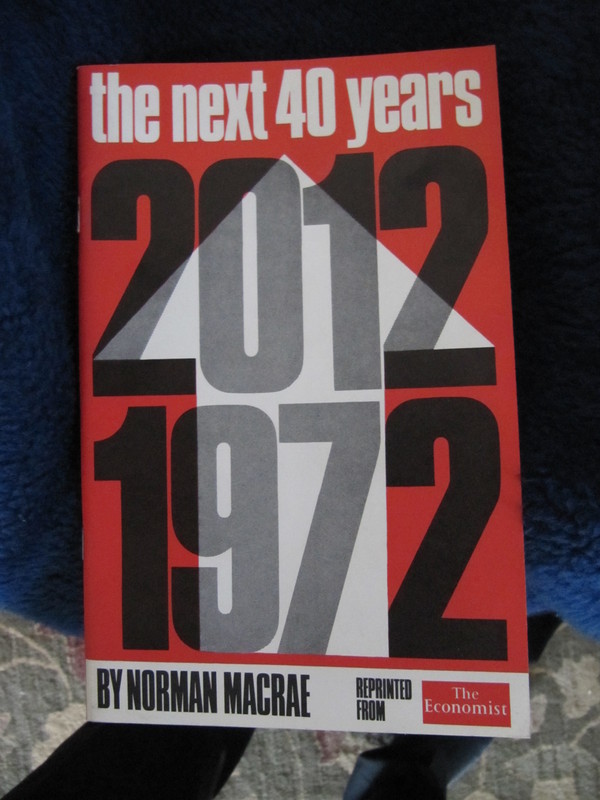 the next 40 years
2012
1972
BY NORMAN MACRAE
REPRINTED
FROM
The
Economist